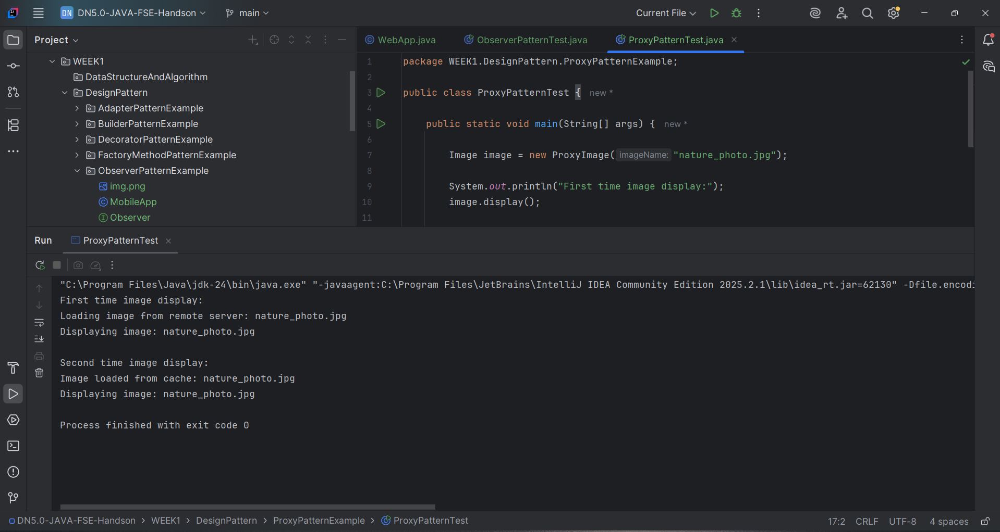 DN DN5.0-JAVA-FSE-Handson main Current File
Project
WEEK1
DataStructureAndAlgorithm
DesignPattern
AdapterPatternExample
BuilderPatternExample
DecoratorPatternExample
FactoryMethodPatternExample
ObserverPatternExample
img.png
MobileApp
Observer
WebApp.java ObserverPatternTest.java ProxyPatternTest.java
1 package WEEK1.DesignPattern.ProxyPatternExample;
2
3 public class ProxyPatternTest { new *
4
5 public static void main(String[] args) { new *
6
7 Image image = new ProxyImage( imageName: "nature_photo.jpg");
8
9 System.out.println("First time image display:");
10 image.display();
11
Run ProxyPatternTest
"C:\Program Files\Java\jdk-24\bin\java.exe" "-javaagent:C:\Program Files\JetBrains\IntelliJ IDEA Community Edition 2025.2.1\lib\idea_rt.jar=62130" -Dfile.encodi
First time image display:
Loading image from remote server: nature_photo.jpg
Displaying image: nature_photo.jpg
Second time image display:
Image loaded from cache: nature_photo.jpg
Displaying image: nature_photo.jpg
Process finished with exit code 0
DN5.0-JAVA-FSE-Handson > WEEK1 > DesignPattern > ProxyPatternExample > ProxyPatternTest 17:2 CRLF UTF-8 4 spaces